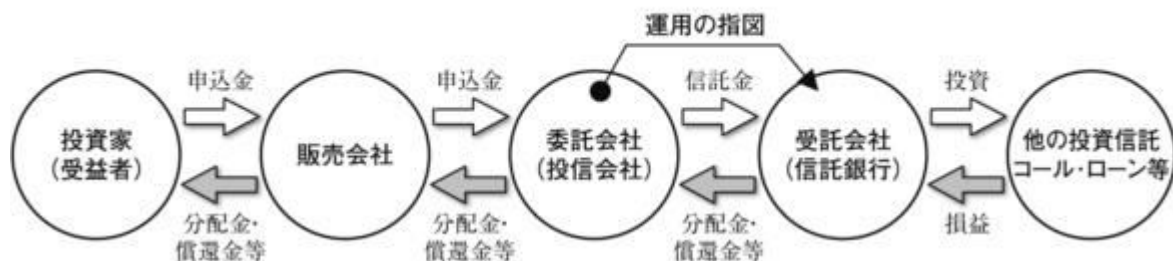 運用の指図
申込金
申込金
信託金
投資
投資家
(受益者)
販売会社
委託会社
(投信会社)
受託会社
(信託銀行)
他の投資信託
コール・ローン等
分配金・
償還金等
分配金・
償還金等
分配金・
償還金等
損益